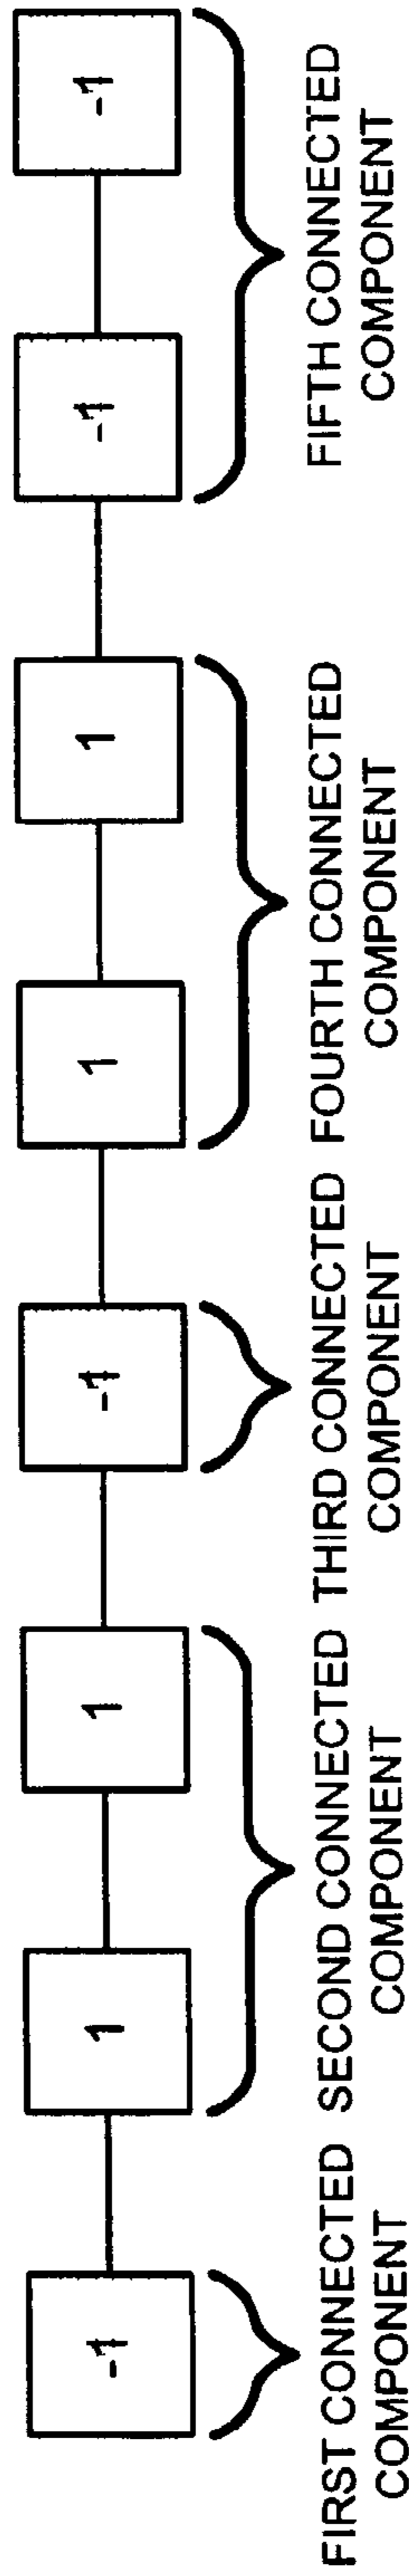 -1 1 1 -1 1 1 -1 -1
FIRST CONNECTED SECOND CONNECTED THIRD CONNECTED FOURTH CONNECTED FIFTH CONNECTED
COMPONENT COMPONENT COMPONENT COMPONENT COMPONENT